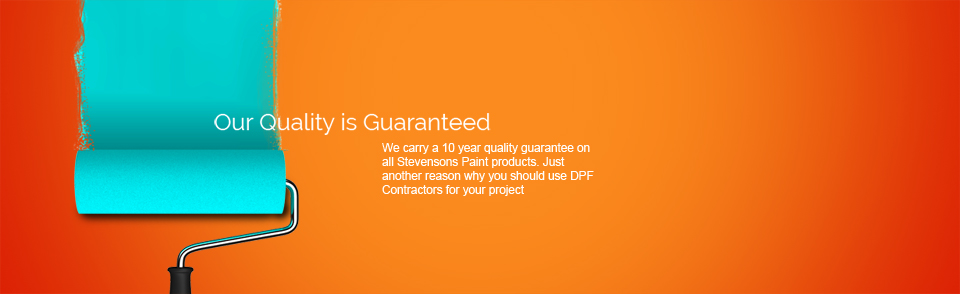 Our Quality is Guaranteed
We carry a 10 year quality guarantee on
all Stevensons Paint products. Just
another reason why you should use DPF
Contractors for your project